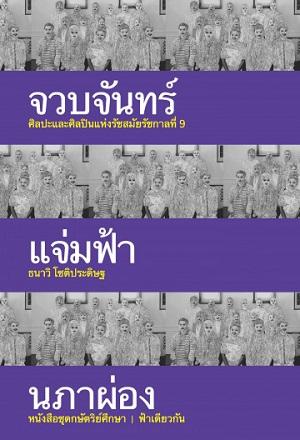 จวบจันทร์
ศิลปะและศิลปินแห่งรัชสมัยรัชกาลที่ 9
แจ่มฟ้า
ธนาวิ โชติประดิษฐ
นภาผ่อง
หนังสือชุดกษัตริย์ศึกษา | ฟ้าเดียวกัน